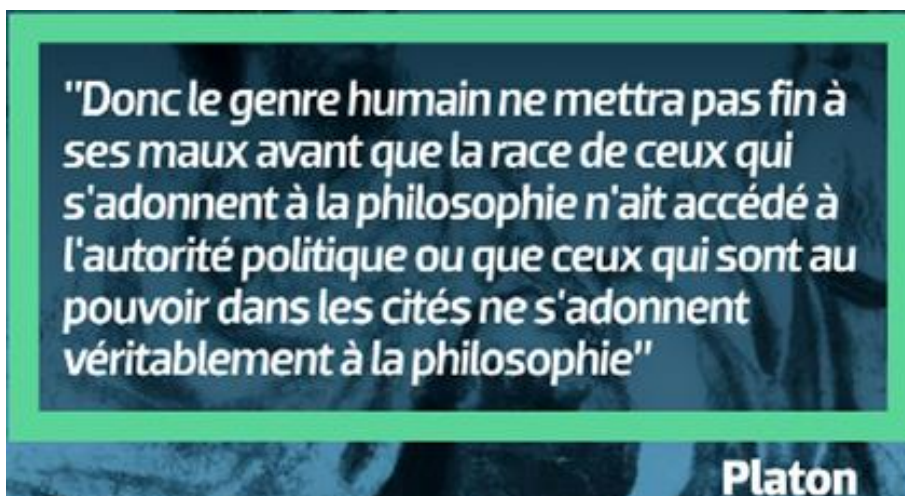 "Donc le genre humain ne mettra pas fin à
ses maux avant que la race de ceux qui
s'adonnent à la philosophie n'ait accédé à
l'autorité politique ou que ceux qui sont au
pouvoir dans les cités ne s'adonnent
véritablement à la philosophie"
Platon